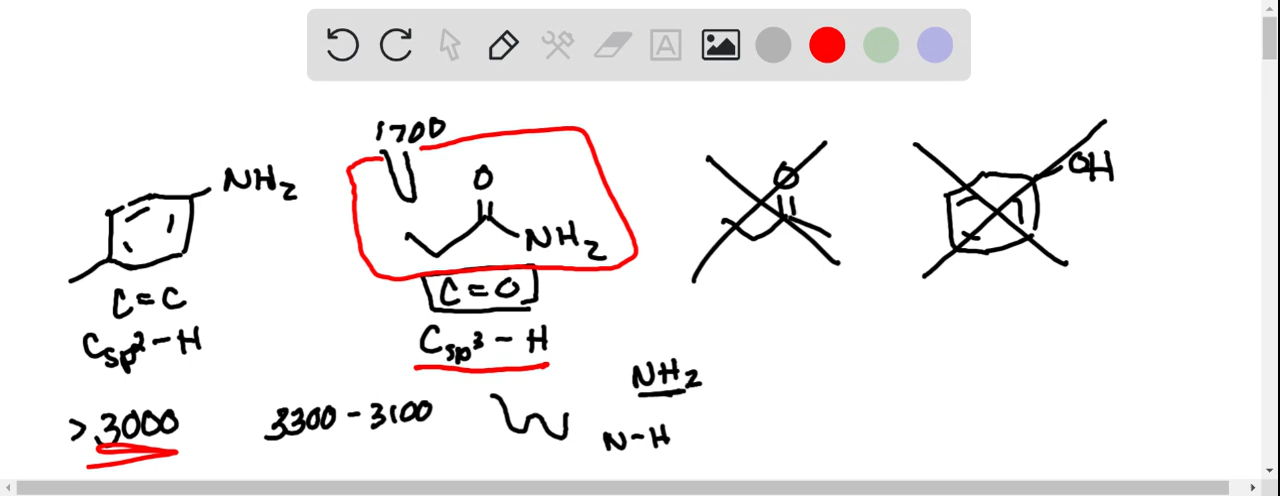 1700
NH2
O
NH2
O
OH
C=C
C=O
Csp2-H
Csp3-H
NH2
>3000
3300-3100
N-H
A